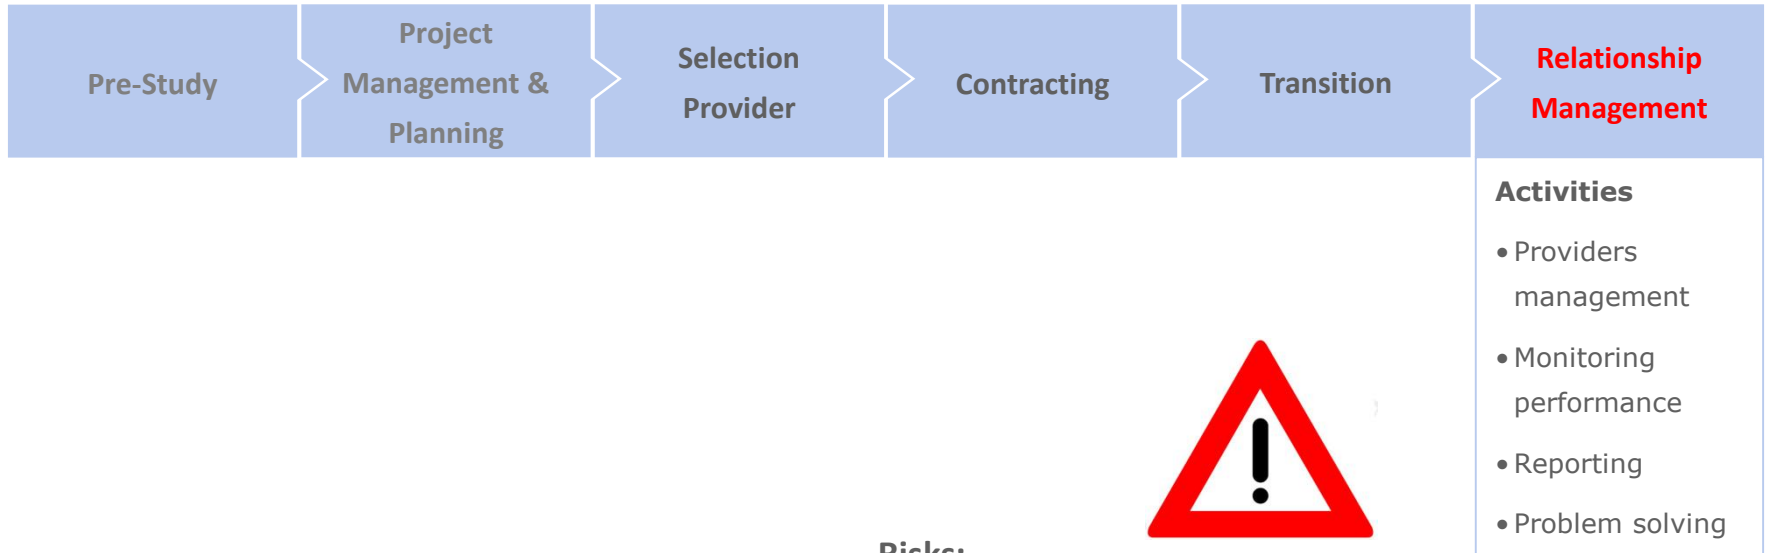 Pre-Study
Project
Management &
Planning
Selection
Provider
Contracting
Transition
Relationship
Management
Activities
• Providers
management
• Monitoring
performance
• Reporting
• Problem solving
Risks: